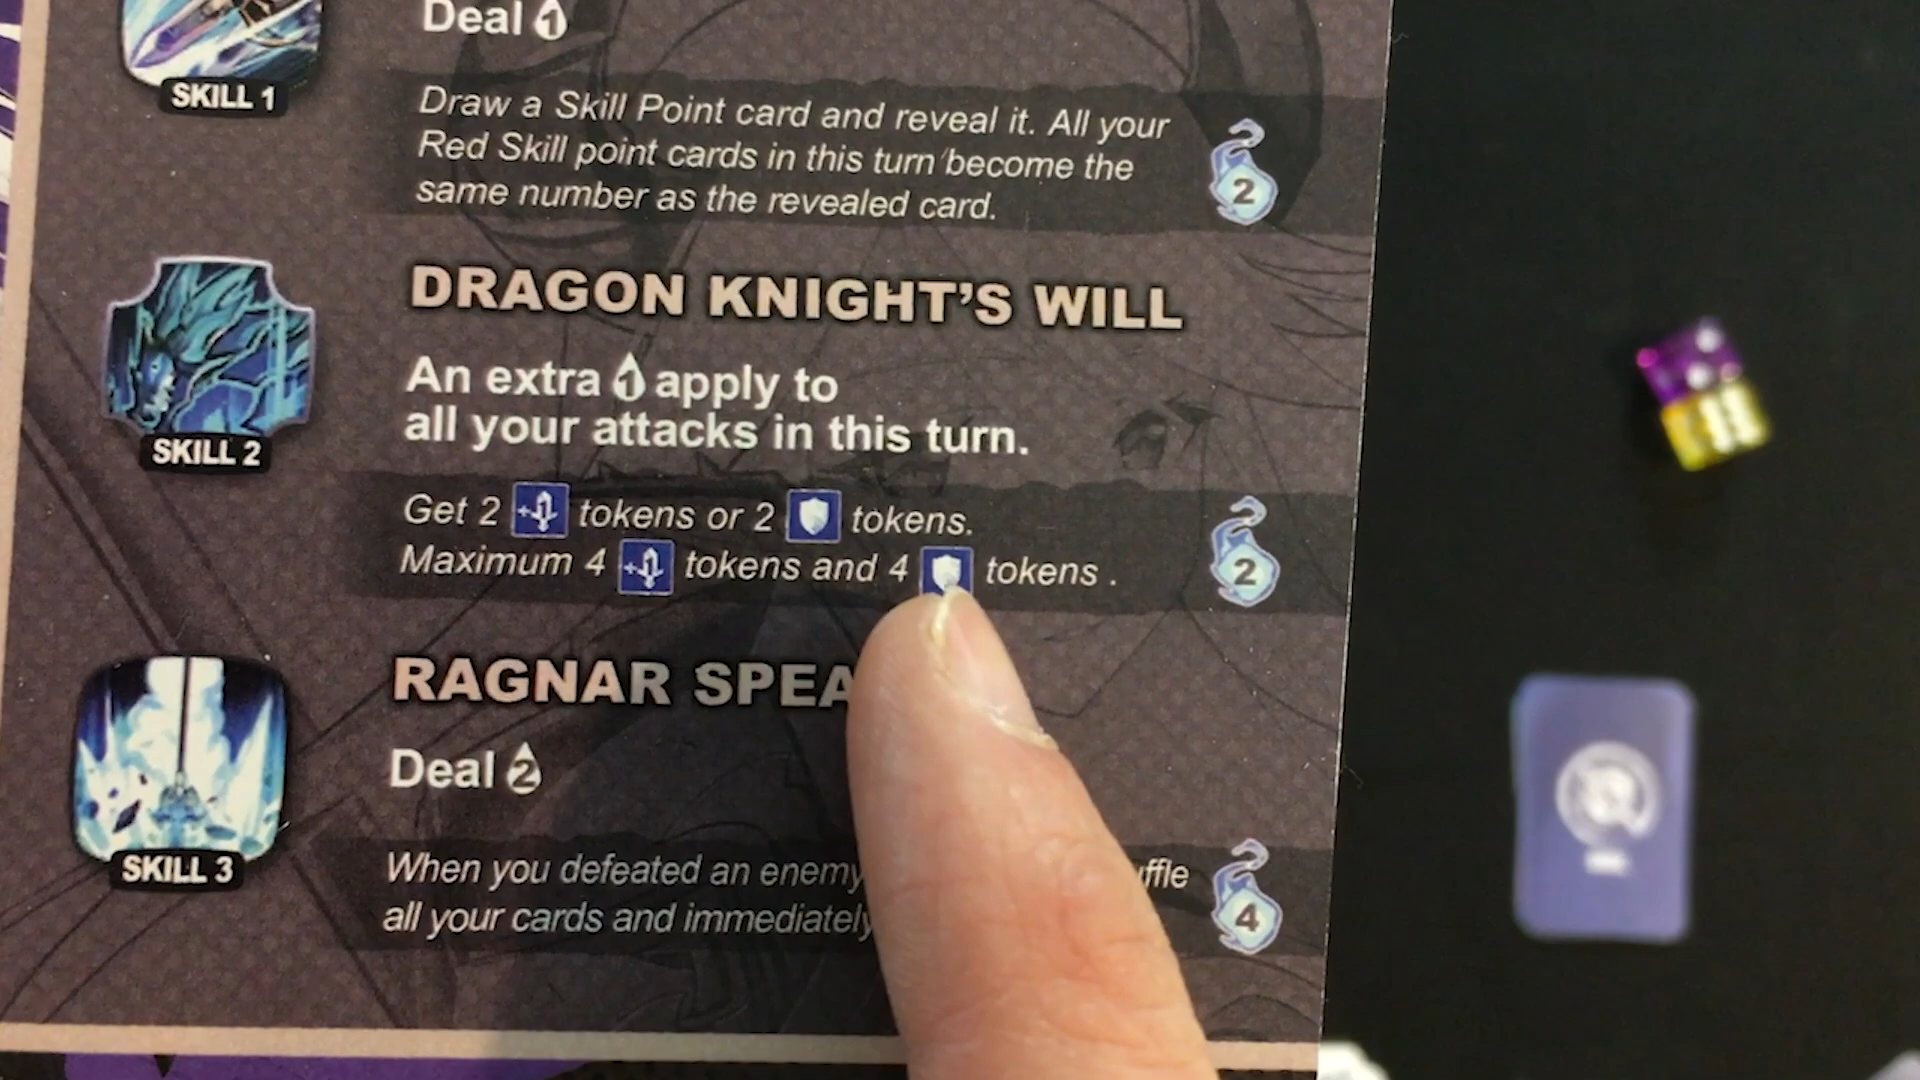 Deal 1
SKILL 1
Draw a Skill Point card and reveal it. All your
Red Skill point cards in this turn become the
same number as the revealed card.
2
DRAGON KNIGHT'S WILL
An extra 1 apply to
all your attacks in this turn.
SKILL 2
Get 2 tokens or 2 tokens.
Maximum 4 tokens and 4 tokens .
2
RAGNAR
Deal 2
SKILL 3
When you defeated an enemy
all your cards and immediately
4